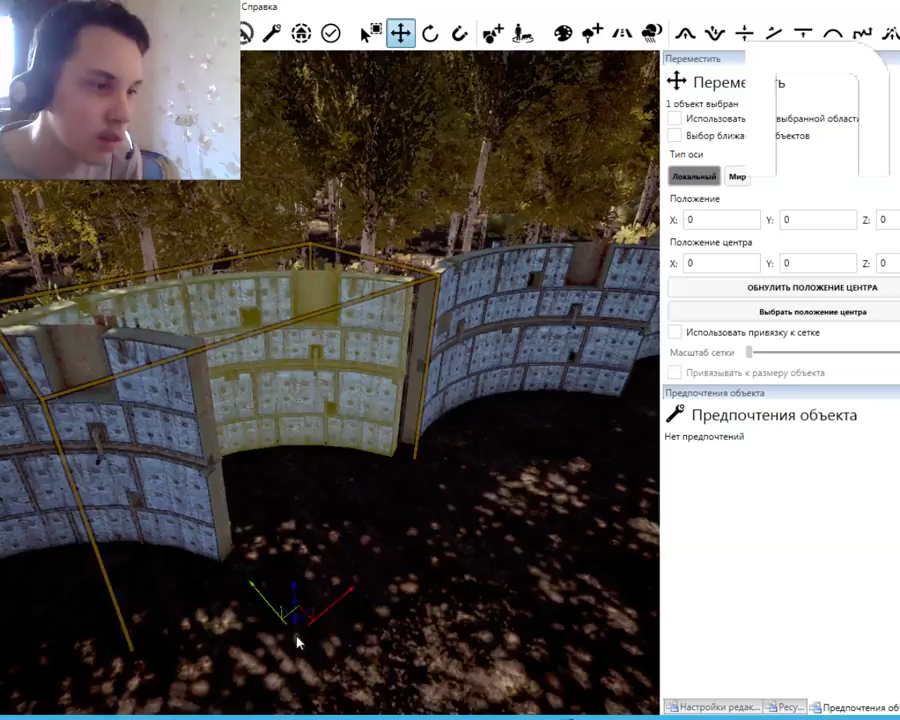 Справка
Переместить
Переме ть
1 объект выбран
Использовать выбранной области
Выбор ближа бъектов
Тип оси
Локальный Мир
Положение
X: 0 Y: 0 Z: 0
Положение центра
X: 0 Y: 0 Z: 0
ОБНУЛИТЬ ПОЛОЖЕНИЕ ЦЕНТРА
Выбрать положение центра
Использовать привязку к сетке
Масштаб сетки
Привязывать к размеру объекта
Предпочтения объекта
Предпочтения объекта
Нет предпочтений
Настройки редак... Ресу... Предпочтения об